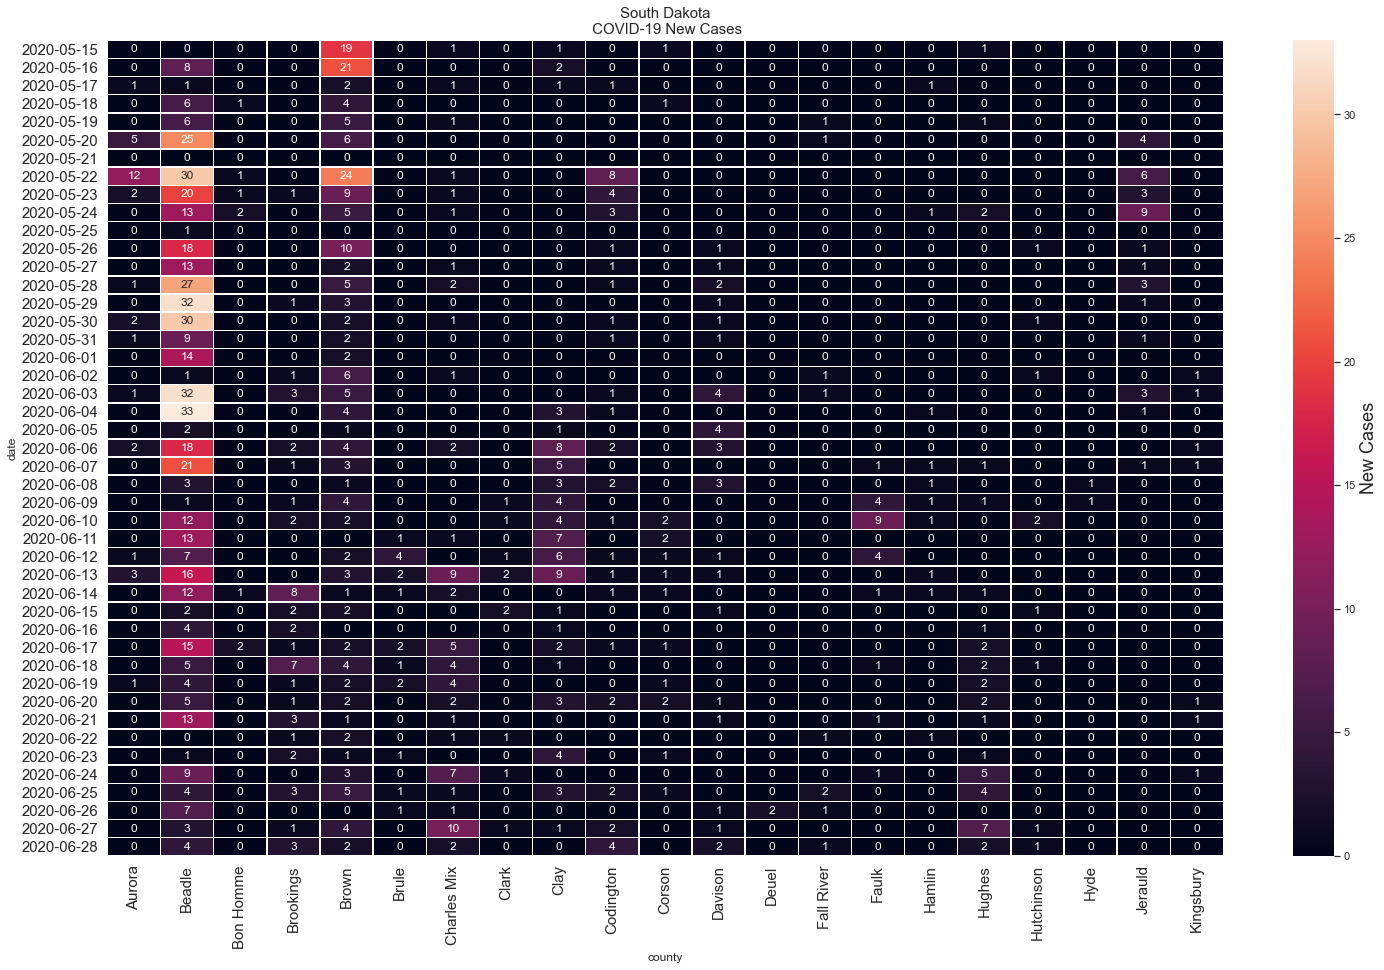 South Dakota
COVID-19 New Cases
2020-05-15 0 0 0 0 19 0 1 0 1 0 1 0 0 0 0 0 1 0 0 0 0
2020-05-16 0 8 0 0 21 0 0 0 2 0 0 0 0 0 0 0 0 0 0 0 0
2020-05-17 1 1 0 0 2 0 1 0 1 1 0 0 0 0 0 1 0 0 0 0 0
2020-05-18 0 6 1 0 4 0 0 0 0 0 1 0 0 0 0 0 0 0 0 0 0
2020-05-19 0 6 0 0 5 0 1 0 0 0 0 0 0 1 0 0 1 0 0 0 0
2020-05-20 5 25 0 0 6 0 0 0 0 0 0 0 0 1 0 0 0 0 0 4 0
2020-05-21 0 0 0 0 0 0 0 0 0 0 0 0 0 0 0 0 0 0 0 0 0
2020-05-22 12 30 1 0 24 0 1 0 0 8 0 0 0 0 0 0 0 0 0 6 0
2020-05-23 2 20 1 1 9 0 1 0 0 4 0 0 0 0 0 0 0 0 0 3 0
2020-05-24 0 13 2 0 5 0 1 0 0 3 0 0 0 0 0 1 2 0 0 9 0
2020-05-25 0 1 0 0 0 0 0 0 0 0 0 0 0 0 0 0 0 0 0 0 0
2020-05-26 0 18 0 0 10 0 0 0 0 1 0 1 0 0 0 0 0 1 0 1 0
2020-05-27 0 13 0 0 2 0 1 0 0 1 0 1 0 0 0 0 0 0 0 1 0
2020-05-28 1 27 0 0 5 0 2 0 0 1 0 2 0 0 0 0 0 0 0 3 0
2020-05-29 0 32 0 1 3 0 0 0 0 0 0 1 0 0 0 0 0 0 0 1 0
2020-05-30 2 30 0 0 2 0 1 0 0 1 0 1 0 0 0 0 0 1 0 0 0
2020-05-31 1 9 0 0 2 0 0 0 0 1 0 1 0 0 0 0 0 0 0 1 0
2020-06-01 0 14 0 0 2 0 0 0 0 0 0 0 0 0 0 0 0 0 0 0 0
2020-06-02 0 1 0 1 6 0 1 0 0 0 0 0 0 1 0 0 0 1 0 0 1
2020-06-03 1 32 0 3 5 0 0 0 0 1 0 4 0 1 0 0 0 0 0 3 1
2020-06-04 0 33 0 0 4 0 0 0 3 1 0 0 0 0 0 1 0 0 0 1 0
2020-06-05 0 2 0 0 1 0 0 0 1 0 0 4 0 0 0 0 0 0 0 0 0
2020-06-06 2 18 0 2 4 0 2 0 8 2 0 3 0 0 0 0 0 0 0 0 1
2020-06-07 0 21 0 1 3 0 0 0 5 0 0 0 0 0 1 1 1 0 0 1 1
2020-06-08 0 3 0 0 1 0 0 0 3 2 0 3 0 0 0 1 0 0 1 0 0
2020-06-09 0 1 0 1 4 0 0 1 4 0 0 0 0 0 4 1 1 0 1 0 0
2020-06-10 0 12 0 2 2 0 0 1 4 1 2 0 0 0 9 1 0 2 0 0 0
2020-06-11 0 13 0 0 0 1 1 0 7 0 2 0 0 0 0 0 0 0 0 0 0
2020-06-12 1 7 0 0 2 4 0 1 6 1 1 1 0 0 4 0 0 0 0 0 0
2020-06-13 3 16 0 0 3 2 9 2 9 1 1 1 0 0 0 1 0 0 0 0 0
2020-06-14 0 12 1 8 1 1 2 0 0 1 1 0 0 0 1 1 1 0 0 0 0
2020-06-15 0 2 0 2 2 0 0 2 1 0 0 1 0 0 0 0 0 1 0 0 0
2020-06-16 0 4 0 2 0 0 0 0 1 0 0 0 0 0 0 0 1 0 0 0 0
2020-06-17 0 15 2 1 2 2 5 0 2 1 1 0 0 0 0 0 2 0 0 0 0
2020-06-18 0 5 0 7 4 1 4 0 1 0 0 0 0 0 1 0 2 1 0 0 0
2020-06-19 1 4 0 1 2 2 4 0 0 0 1 0 0 0 0 0 2 0 0 0 0
2020-06-20 0 5 0 1 2 0 2 0 3 2 2 0 0 0 0 0 2 0 0 0 1
2020-06-21 0 13 0 3 1 0 1 0 0 0 0 1 0 0 1 0 1 0 0 0 1
2020-06-22 0 0 0 1 2 0 1 1 0 0 0 0 0 1 0 1 0 0 0 0 0
2020-06-23 0 1 0 2 1 1 0 0 4 0 1 0 0 0 0 0 1 0 0 0 0
2020-06-24 0 9 0 0 3 0 7 1 0 0 0 0 0 0 1 0 5 0 0 0 1
2020-06-25 0 4 0 3 5 1 1 0 3 2 1 0 0 2 0 0 4 0 0 0 0
2020-06-26 0 7 0 0 0 1 1 0 0 0 0 1 2 1 0 0 0 0 0 0 0
2020-06-27 0 3 0 1 4 0 10 1 1 2 0 1 0 0 0 0 7 1 0 0 0
2020-06-28 0 4 0 3 2 0 2 0 0 4 0 2 0 1 0 0 2 1 0 0 0
date
Aurora
Beadle
Bon Homme
Brookings
Brown
Brule
Charles Mix
Clark
Clay
Codington
Corson
Davison
Deuel
Fall River
Faulk
Hamlin
Hughes
Hutchinson
Hyde
Jerauld
Kingsbury
county
30
25
20
15
10
5
0
New Cases